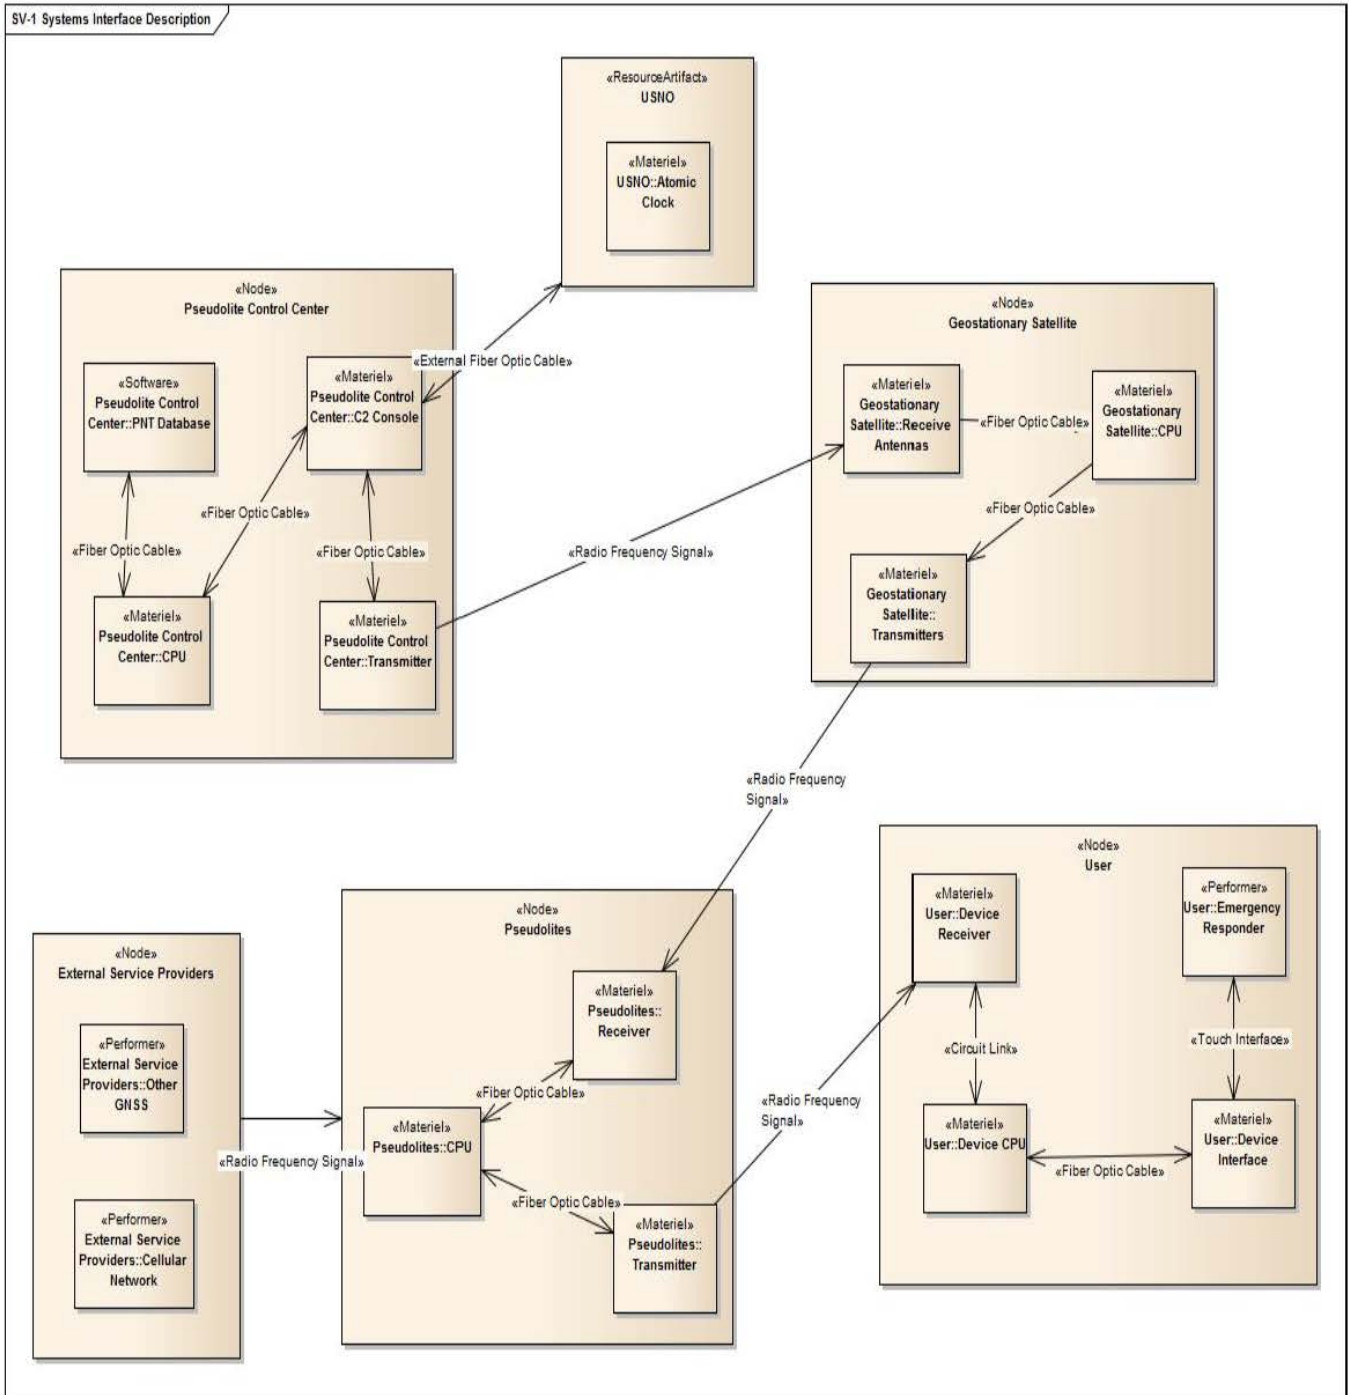 SV-1 Systems Interface Description
«ResourceArtifact»
USNO
«Materiel»
USNO::Atomic
Clock
«Node»
Pseudolite Control Center
«Software»
Pseudolite Control
Center::PNT Database
«Materiel»
Pseudolite Control
Center::C2 Console
«External Fiber Optic Cable»
«Fiber Optic Cable»
«Fiber Optic Cable»
«Fiber Optic Cable»
«Materiel»
Pseudolite Control
Center::CPU
«Materiel»
Pseudolite Control
Center::Transmitter
«Radio Frequency Signal»
«Node»
Geostationary Satellite
«Materiel»
Geostationary
Satellite::Receive
Antennas
«Fiber Optic Cable»
«Materiel»
Geostationary
Satellite::CPU
«Fiber Optic Cable»
«Materiel»
Geostationary
Satellite::
Transmitters
«Radio Frequency
Signal»
«Node»
External Service Providers
«Performer»
External Service
Providers::Other
GNSS
«Radio Frequency Signal»
«Performer»
External Service
Providers::Cellular
Network
«Node»
Pseudolites
«Materiel»
Pseudolites::
Receiver
«Fiber Optic Cable»
«Materiel»
Pseudolites::CPU
«Fiber Optic Cable»
«Materiel»
Pseudolites::
Transmitter
«Radio Frequency
Signal»
«Node»
User
«Materiel»
User::Device
Receiver
«Performer»
User::Emergency
Responder
«Circuit Link»
«Touch Interface»
«Materiel»
User::Device CPU
«Fiber Optic Cable»
«Materiel»
User::Device
Interface